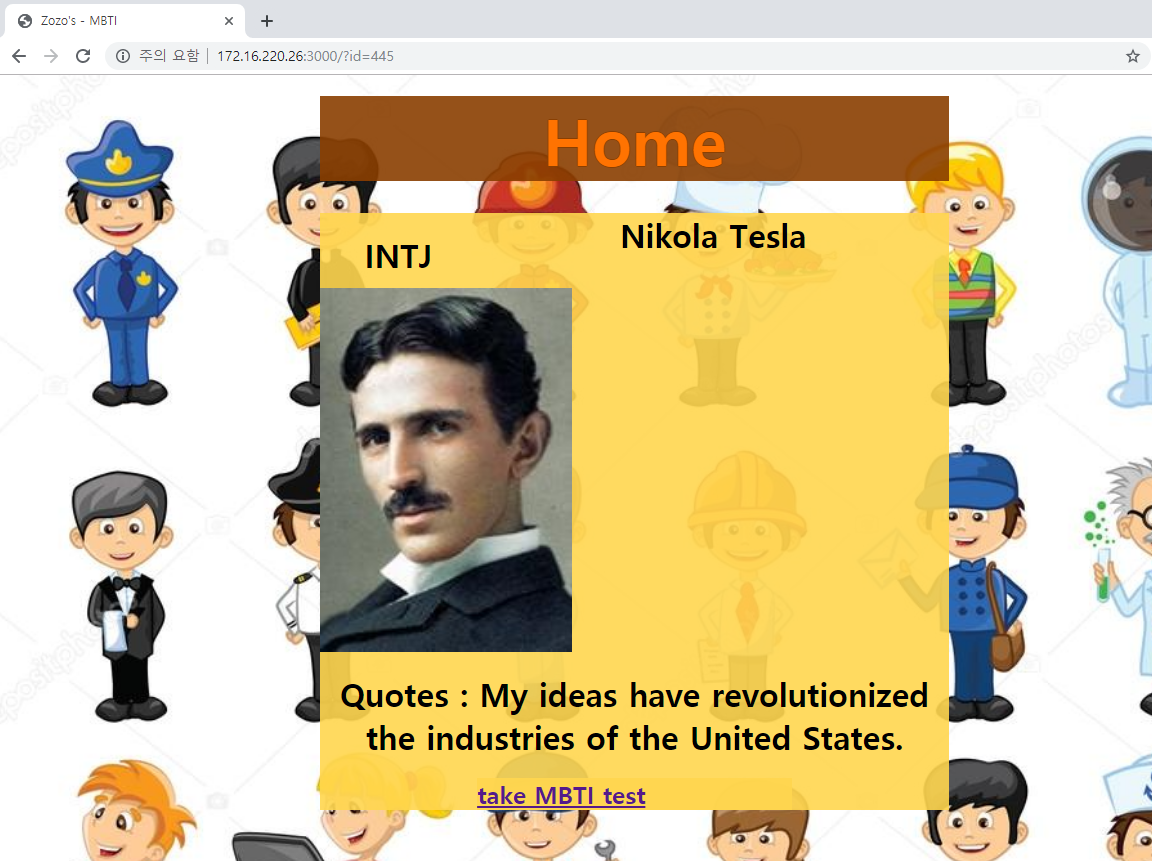 Zozo's - MBTI
주의 요함
172.16.220.26:3000/?id=445
Home
Nikola Tesla
INTJ
Quotes : My ideas have revolutionized
the industries of the United States.
take MBTI test